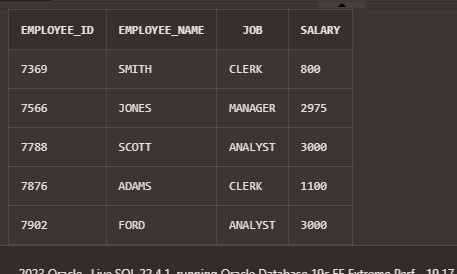 EMPLOYEE_ID EMPLOYEE_NAME JOB SALARY
7369 SMITH CLERK 800
7566 JONES MANAGER 2975
7788 SCOTT ANALYST 3000
7876 ADAMS CLERK 1100
7902 FORD ANALYST 3000
2023 Oracle Live SQL 22.4.1, running Oracle Database 19c EE Extreme Perf 19.17